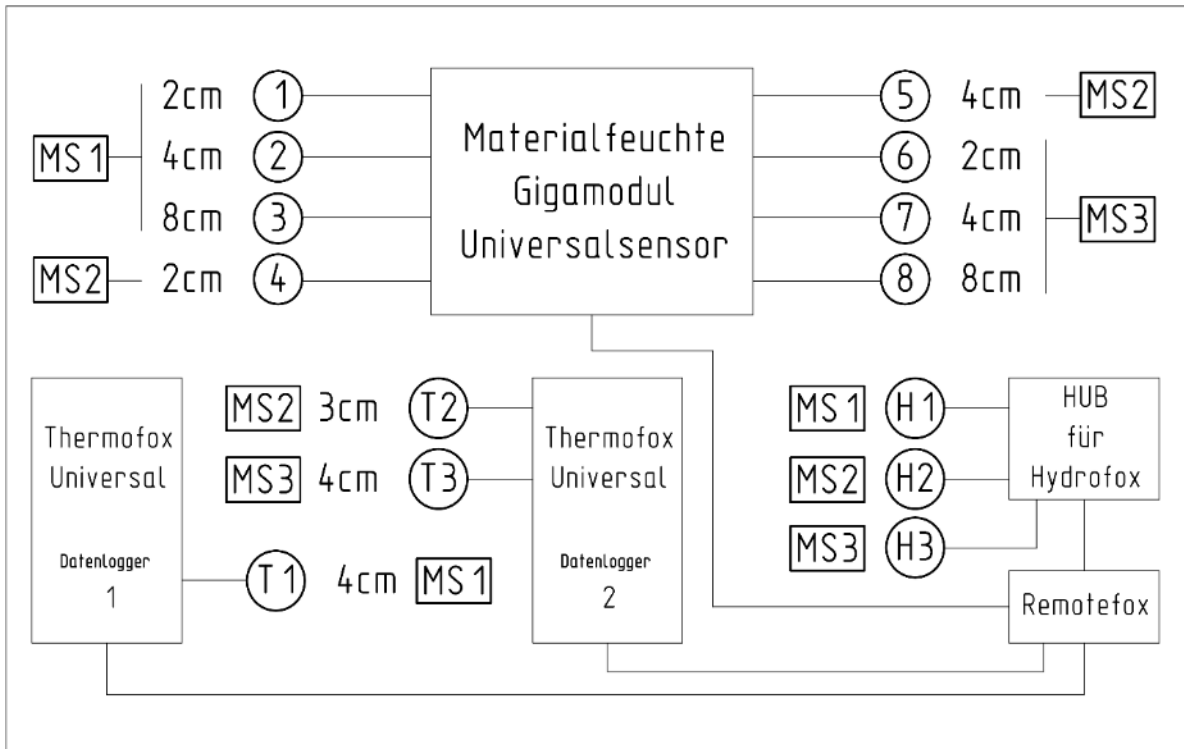 2cm 1
MS1 4cm 2
8cm 3
MS2 2cm 4
Materialfeuchte
Gigamodul
Universalsensor
5 4cm MS2
6 2cm
7 4cm MS3
8 8cm
Thermofox
Universal
Datenlogger
1
MS2 3cm T2
MS3 4cm T3
T1 4cm MS1
Thermofox
Universal
Datenlogger
2
MS1 H1
MS2 H2
MS3 H3
HUB
für
Hydrofox
Remotefox